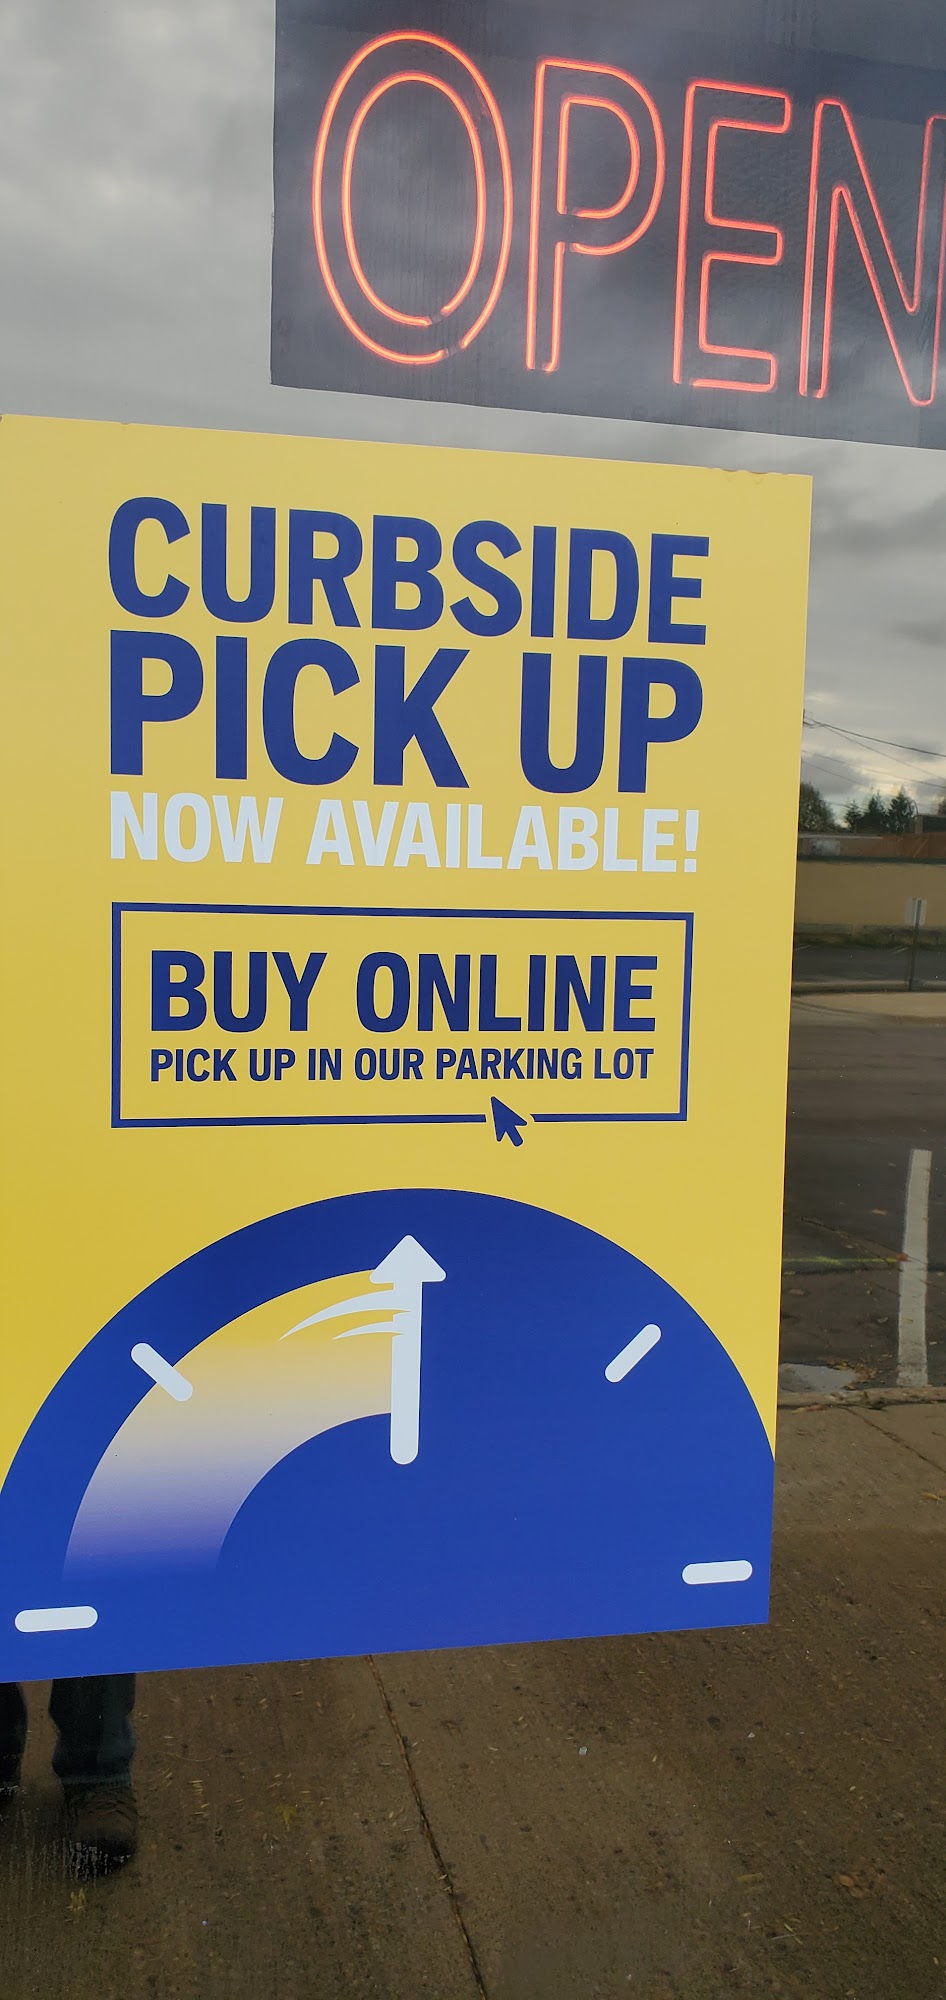 OPEN
CURBSIDE
PICK UP
NOW AVAILABLE!
BUY ONLINE
PICK UP IN OUR PARKING LOT